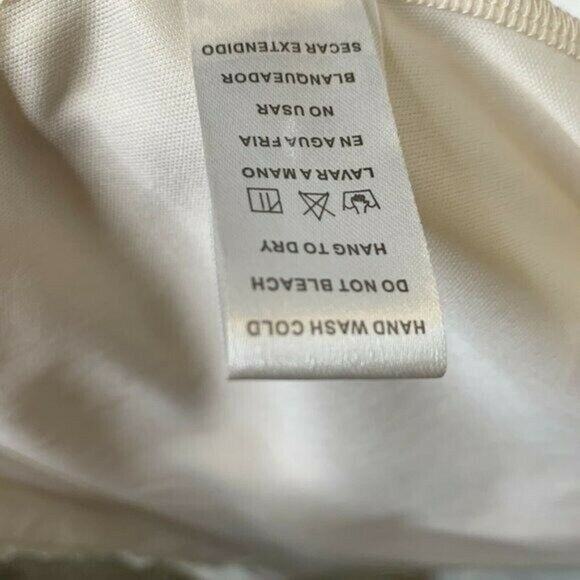 HAND WASH COLD
DO NOT BLEACH
HANG TO DRY
LAVAR A MANO
EN AGUA FRIA
NO USAR
BLANQUEADOR
SECAR EXTENDIDO